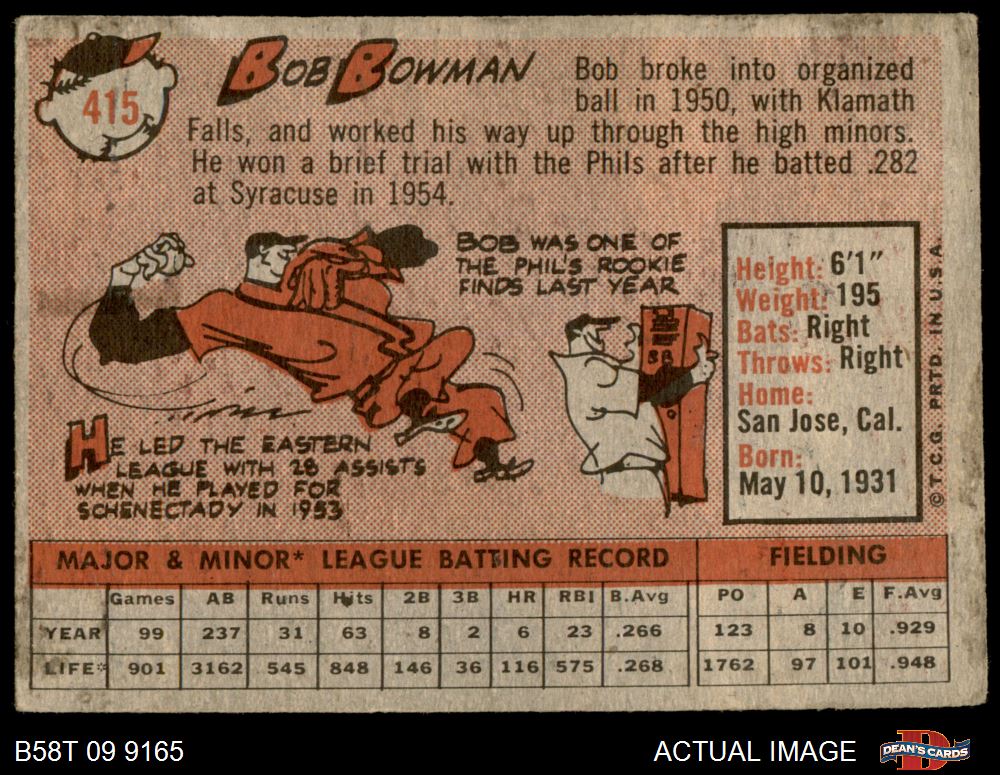 415
BOB BOWMAN
Bob broke into organized
ball in 1950, with Klamath
Falls, and worked his way up through the high minors.
He won a brief trial with the Phils after he batted .282
at Syracuse in 1954.
BOB WAS ONE OF
THE PHIL'S ROOKIE
FINDS LAST YEAR
HE LED THE EASTERN
LEAGUE WITH 28 ASSISTS
WHEN HE PLAYED FOR
SCHENECTADY IN 1953
Height: 6'1"
Weight: 195
Bats: Right
Throws: Right
Home:
San Jose, Cal.
Born:
May 10, 1931
©T.C.G. PRTD. IN U.S.A.
MAJOR & MINOR* LEAGUE BATTING RECORD FIELDING
Games AB Runs Hits 2B 3B HR RBI B.Avg PO A E F.Avg
YEAR 99 237 31 63 8 2 6 23 .266 123 8 10 .929
LIFE* 901 3162 545 848 146 36 116 575 .268 1762 97 101 .948
B58T 09 9165 ACTUAL IMAGE DEAN'S CARDS